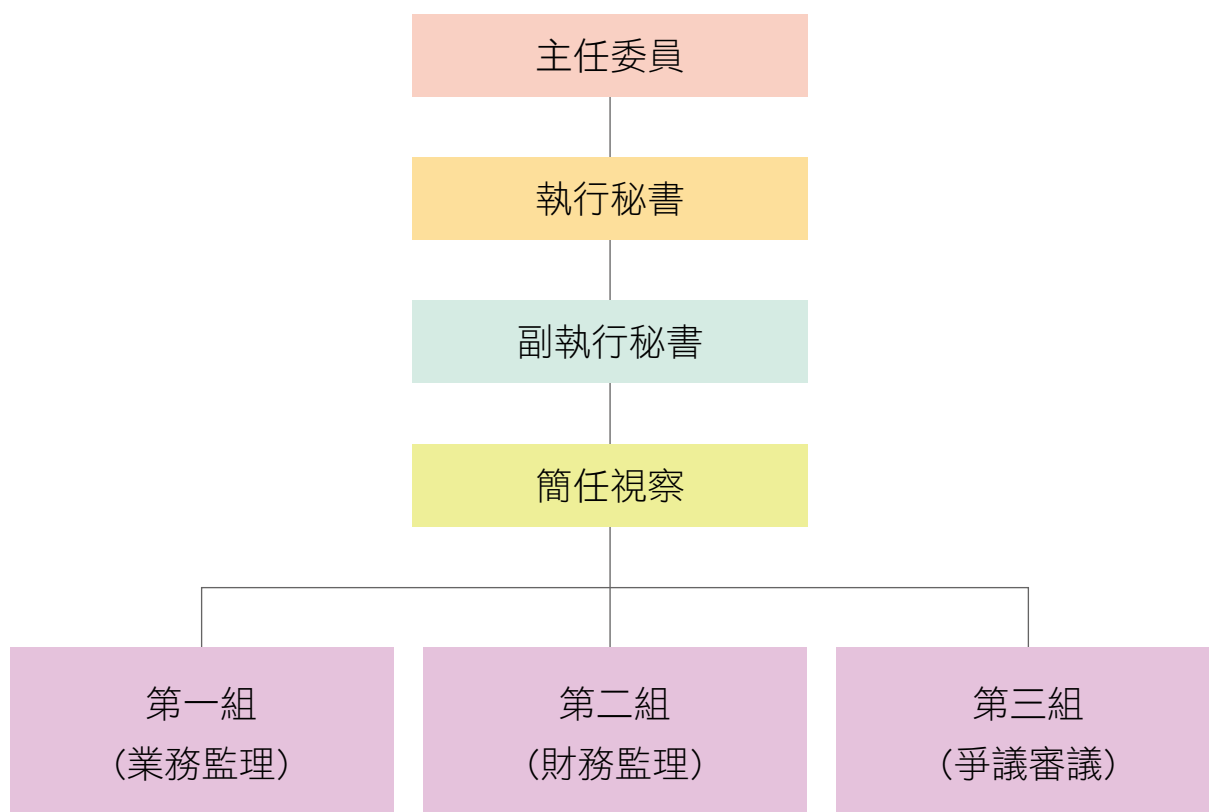 主任委員
執行秘書
副執行秘書
簡任視察
第一組
(業務監理)
第二組
(財務監理)
第三組
(爭議審議)